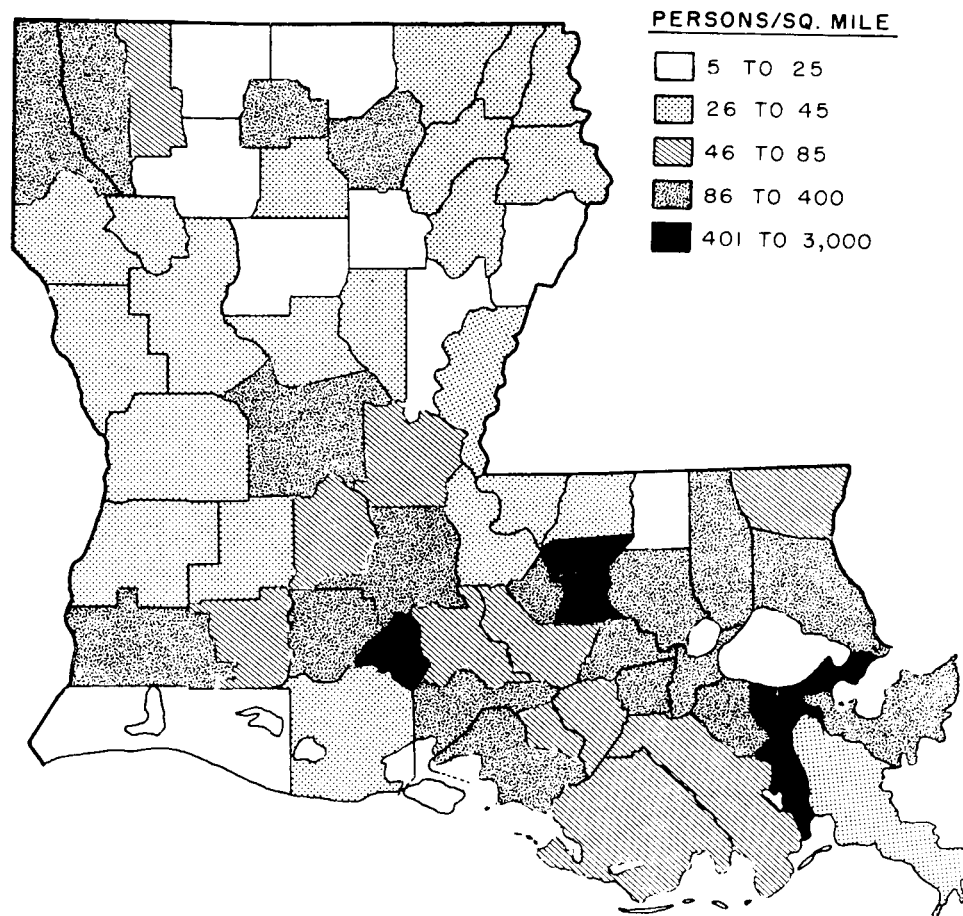 PERSONS/SQ. MILE
5 TO 25
26 TO 45
46 TO 85
86 TO 400
401 TO 3,000